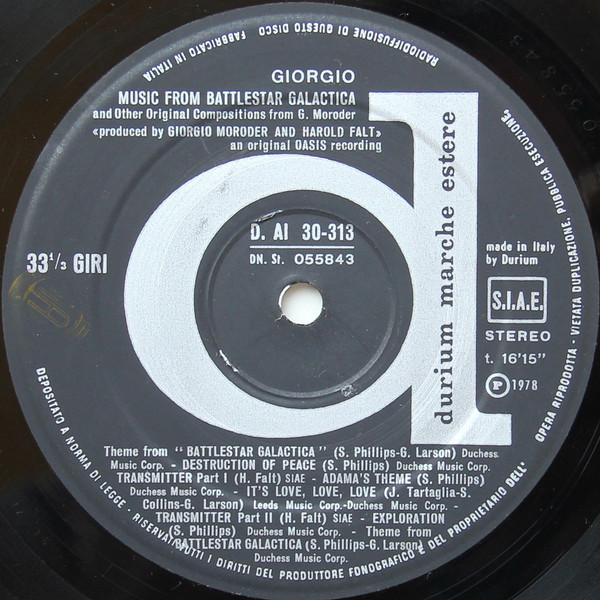 GIORGIO
MUSIC FROM BATTLESTAR GALACTICA
and Other Original Compositions from G. Moroder
«produced by GIORGIO MORODER AND HAROLD FALT»
an original OASIS recording
durium marche estere
D. AI 30-313
DN. St. 055843
33 1/3 GIRI
made in Italy
by Durium
S.I.A.E.
STEREO
t. 16'15"
P 1978
Theme from "BATTLESTAR GALACTICA" (S. Phillips-G. Larson) Duchess.
Music Corp. - DESTRUCTION OF PEACE (S. Phillips) Duchess Music Corp. -
TRANSMITTER Part I (H. Falt) SIAE - ADAMA'S THEME (S. Phillips)
Duchess Music Corp. - IT'S LOVE, LOVE, LOVE (J. Tartaglia-S.
Collins-G. Larson) Leeds Music Corp.-Duchess Music Corp. -
TRANSMITTER Part II (H. Falt) SIAE - EXPLORATION
(S. Phillips) Duchess Music Corp. - Theme from
BATTLESTAR GALACTICA (S. Phillips-G. Larson)
Duchess Music Corp.
DEPOSITATO A NORMA DI LEGGE - RISERVATI TUTTI I DIRITTI DEL PRODUTTORE FONOGRAFICO E DEL PROPRIETARIO DELL'OPERA RIPRODOTTA - VIETATA DUPLICAZIONE, PUBBLICA ESECUZIONE, RADIODIFFUSIONE DI QUESTO DISCO FABBRICATO IN ITALIA
055843